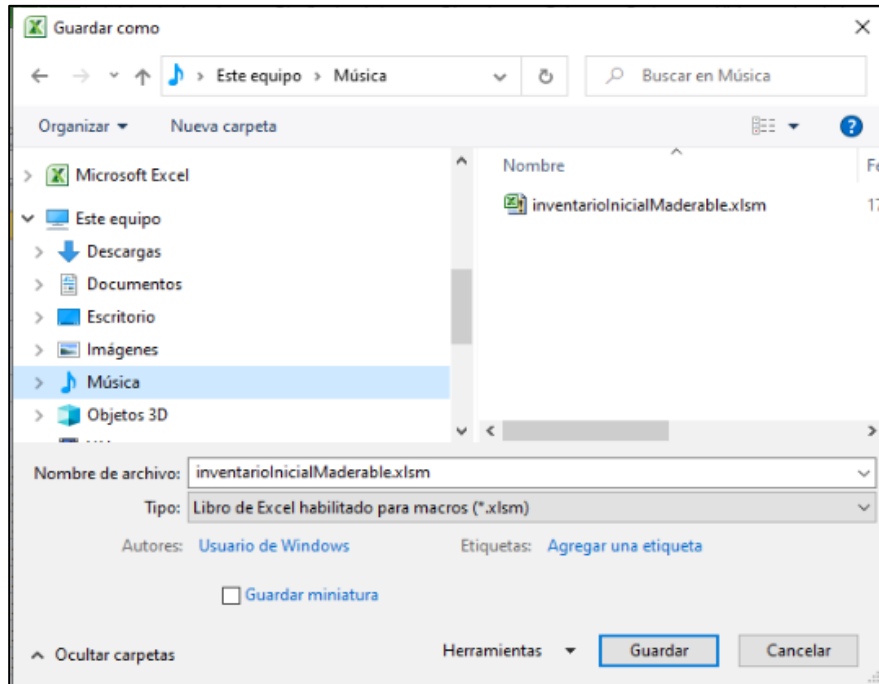 Guardar como
Este equipo > Música
Buscar en Música
Organizar
Nueva carpeta
?
Microsoft Excel
Este equipo
Descargas
Documentos
Escritorio
Imágenes
Música
Objetos 3D
Nombre
inventarioInicialMaderable.xlsm
17
Nombre de archivo: inventarioInicialMaderable.xlsm
Tipo: Libro de Excel habilitado para macros (*.xlsm)
Autores: Usuario de Windows Etiquetas: Agregar una etiqueta
Guardar miniatura
Ocultar carpetas Herramientas Guardar Cancelar